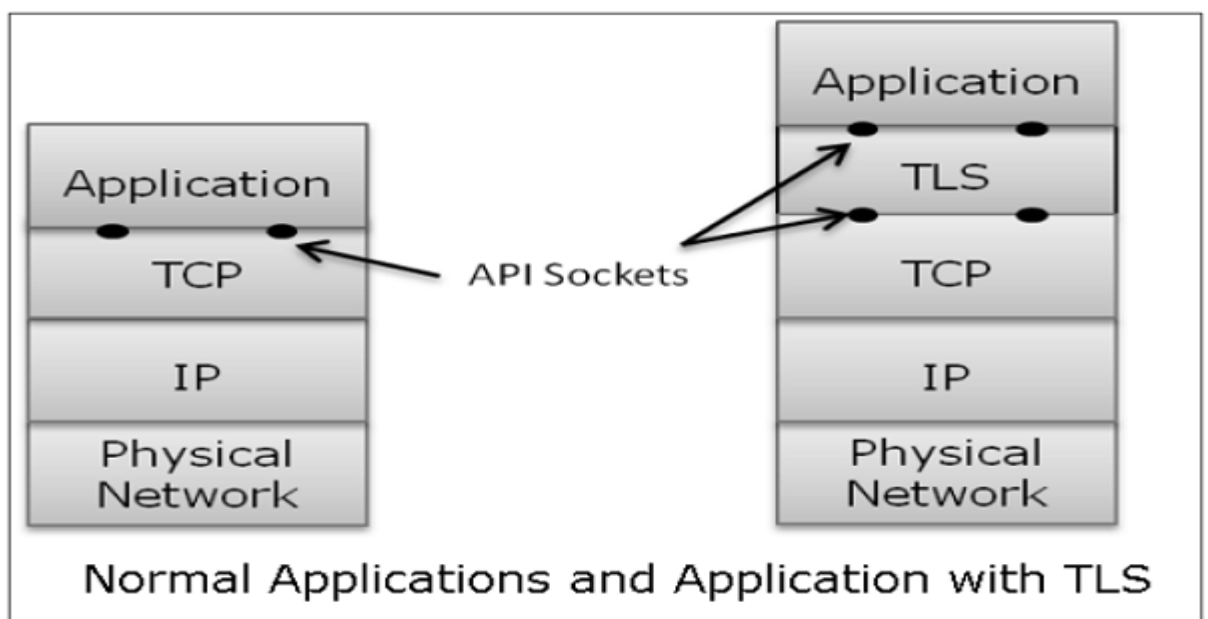 Application
TCP
IP
Physical
Network
API Sockets
Application
TLS
TCP
IP
Physical
Network
Normal Applications and Application with TLS